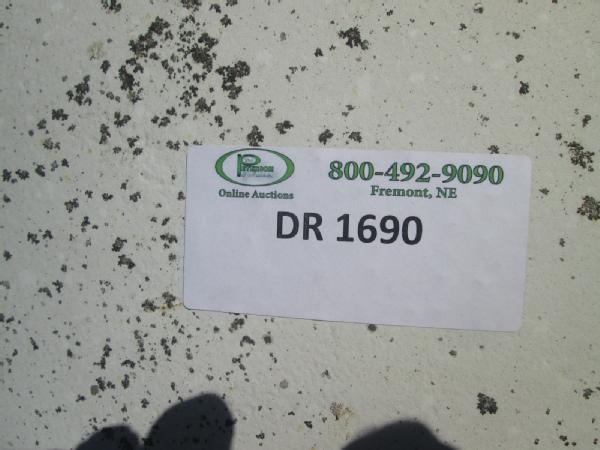 800-492-9090
Fremont, NE
Online Auctions
DR 1690